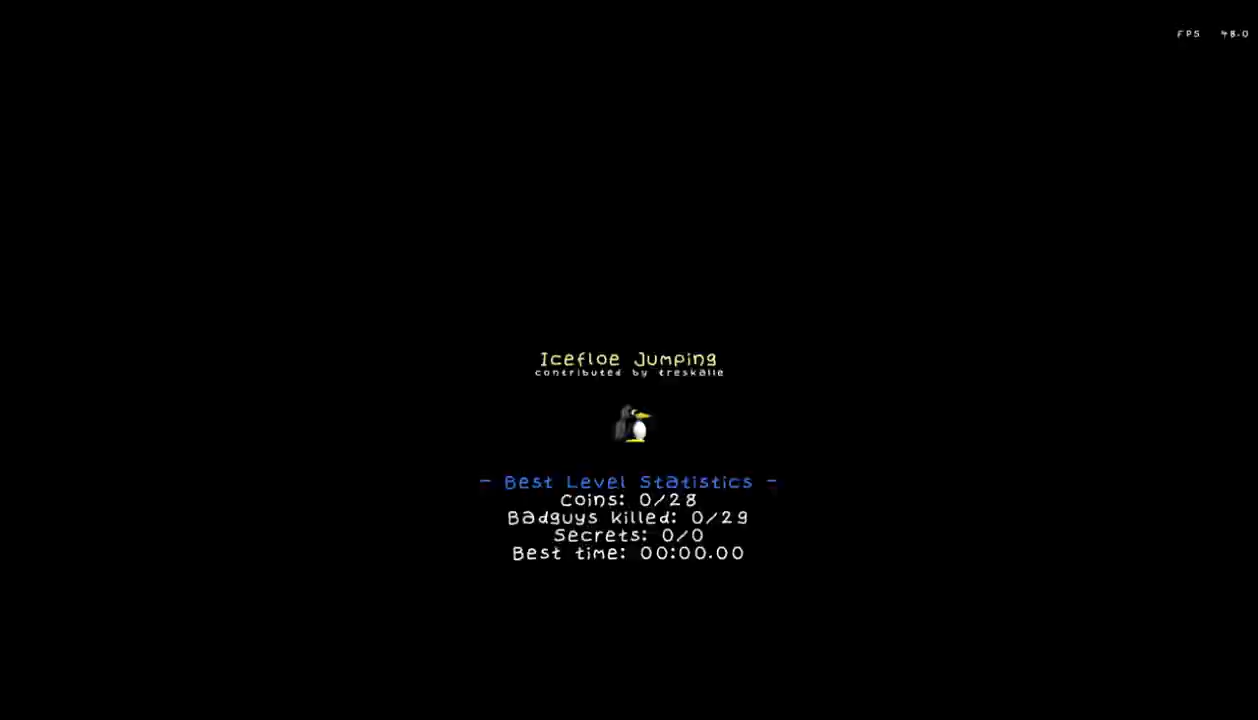 FPS 48.0
Icefloe Jumping
contributed by treskalle
- Best Level Statistics -
Coins: 0/28
Badguys killed: 0/29
Secrets: 0/0
Best time: 00:00.00